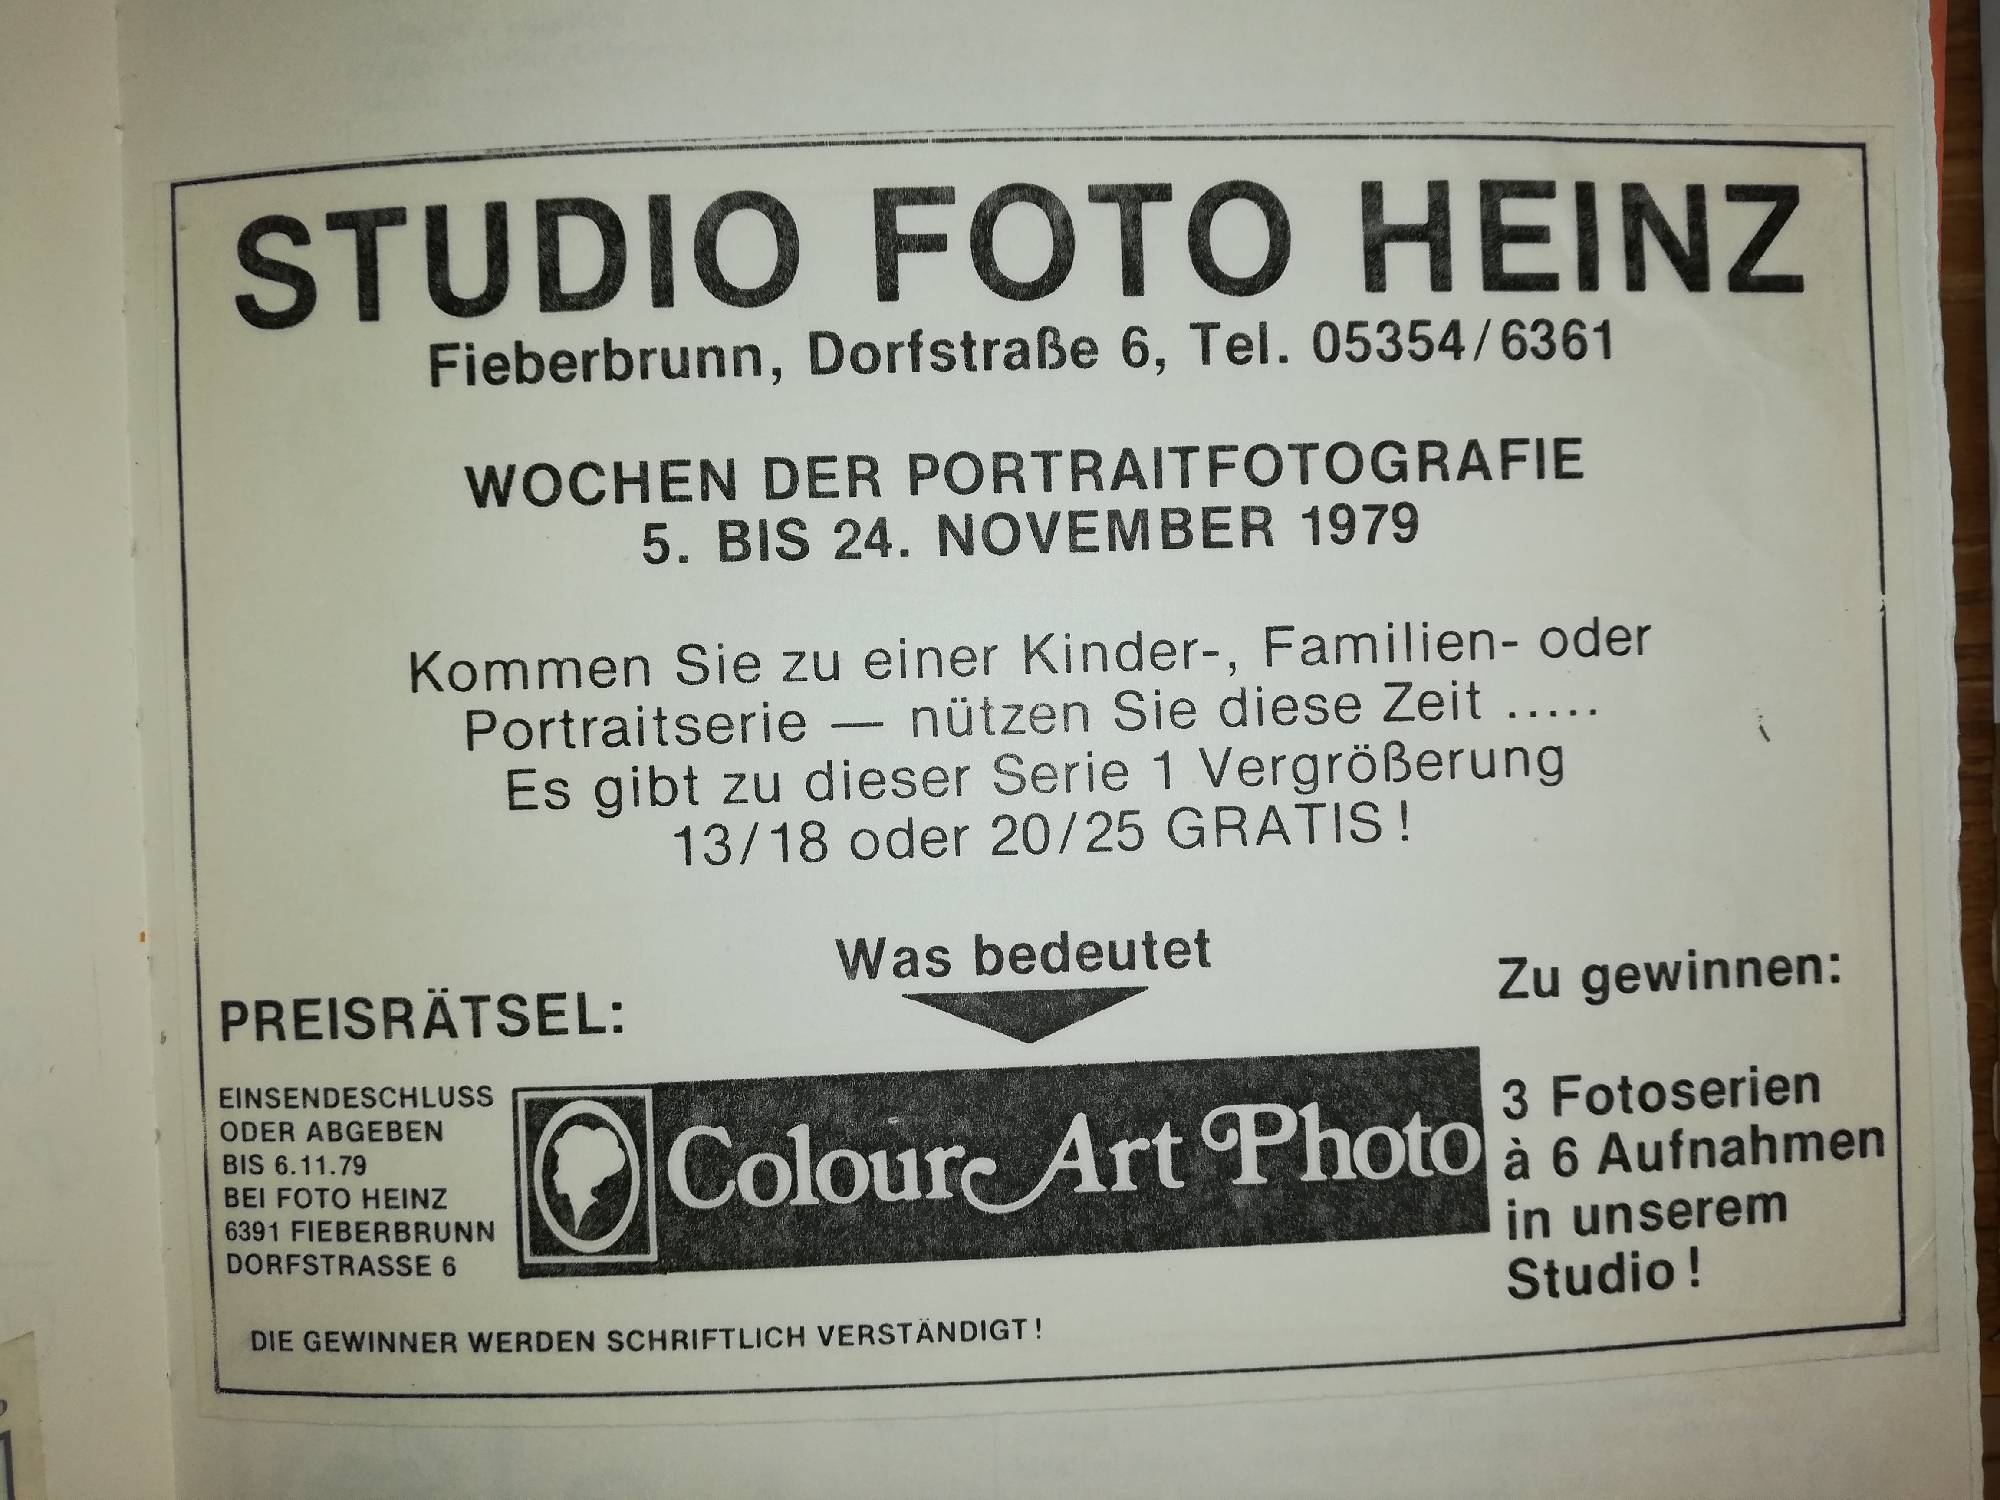 STUDIO FOTO HEINZ
Fieberbrunn, Dorfstraße 6, Tel. 05354/6361
WOCHEN DER PORTRAITFOTOGRAFIE
5. BIS 24. NOVEMBER 1979
Kommen Sie zu einer Kinder-, Familien- oder
Portraitserie — nützen Sie diese Zeit .....
Es gibt zu dieser Serie 1 Vergrößerung
13/18 oder 20/25 GRATIS!
PREISRÄTSEL:
EINSENDESCHLUSS
ODER ABGEBEN
BIS 6.11.79
BEI FOTO HEINZ
6391 FIEBERBRUNN
DORFSTRASSE 6
Was bedeutet
Colour Art Photo
Zu gewinnen:
3 Fotoserien
à 6 Aufnahmen
in unserem
Studio!
DIE GEWINNER WERDEN SCHRIFTLICH VERSTÄNDIGT!